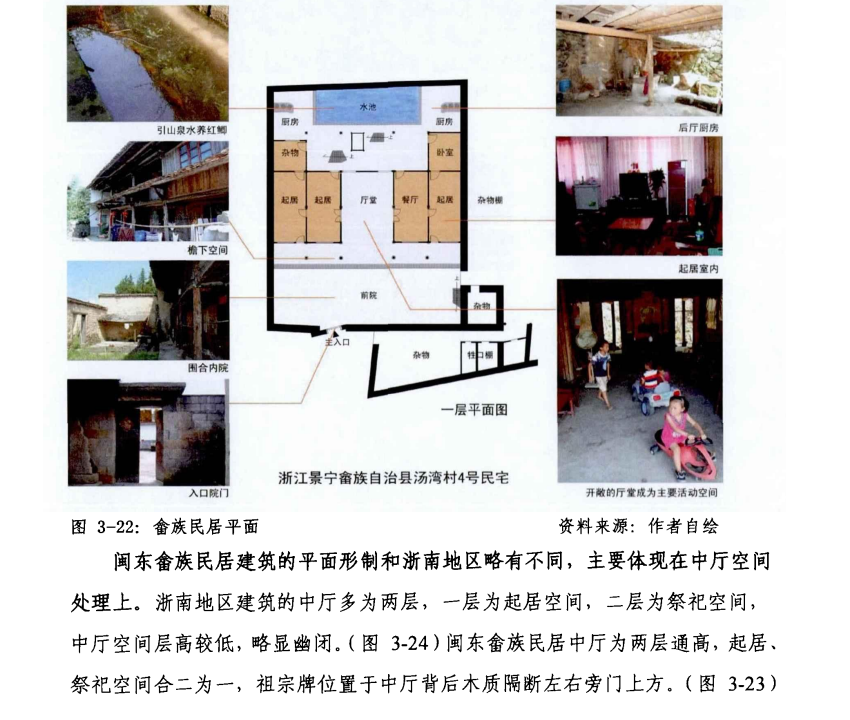 引山泉水养红鲫
檐下空间
围合内院
入口院门
水池
厨房
厨房
上
上
杂物
卧室
起居
起居
厅堂
餐厅
起居
杂物棚
前院
上
杂物
主入口
杂物
牲口棚
一层平面图
浙江景宁畲族自治县汤湾村4号民宅
后厅厨房
起居室内
开敞的厅堂成为主要活动空间
图 3-22：畲族民居平面
资料来源：作者自绘
闽东畲族民居建筑的平面形制和浙南地区略有不同，主要体现在中厅空间
处理上。浙南地区建筑的中厅多为两层，一层为起居空间，二层为祭祀空间，
中厅空间层高较低，略显幽闭。（图 3-24）闽东畲族民居中厅为两层通高，起居、
祭祀空间合二为一，祖宗牌位置于中厅背后木质隔断左右旁门上方。（图 3-23）